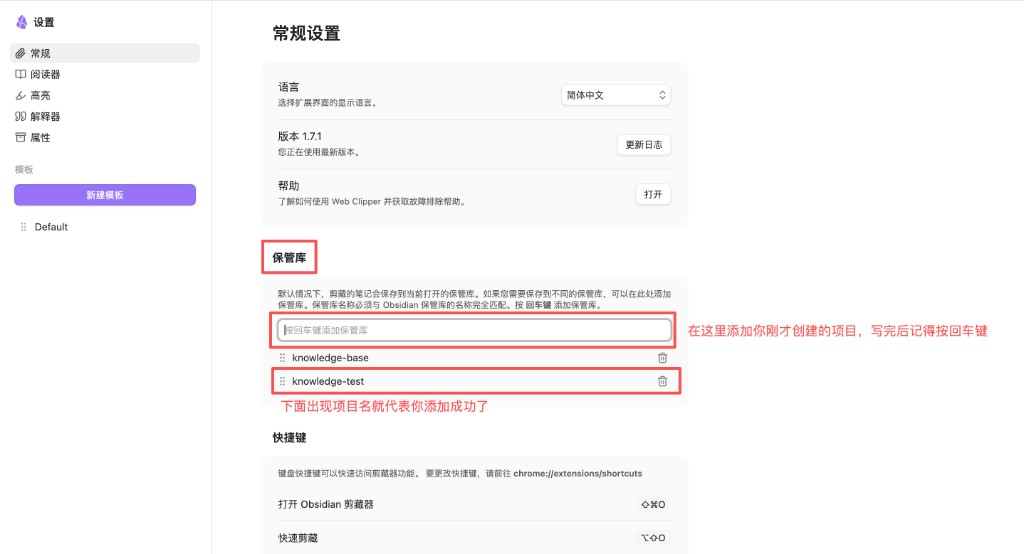 设置
常规
阅读器
高亮
解释器
属性
模板
新建模板
Default
常规设置
语言
选择扩展界面的显示语言。
简体中文
版本 1.7.1
您正在使用最新版本。
更新日志
帮助
了解如何使用 Web Clipper 并获取故障排除帮助。
打开
保管库
默认情况下，剪藏的笔记会保存到当前打开的保管库。如果您需要保存到不同的保管库，可以在此处添加
保管库。保管库名称必须与 Obsidian 保管库的名称完全匹配。按 回车键 添加保管库。
按回车键添加保管库
在这里添加你刚才创建的项目，写完后记得按回车键
knowledge-base
knowledge-test
下面出现项目名就代表你添加成功了
快捷键
键盘快捷键可以快速访问剪藏器功能。 要更改快捷键，请前往 chrome://extensions/shortcuts
打开 Obsidian 剪藏器
⇧⌘O
快速剪藏
⌥⇧O